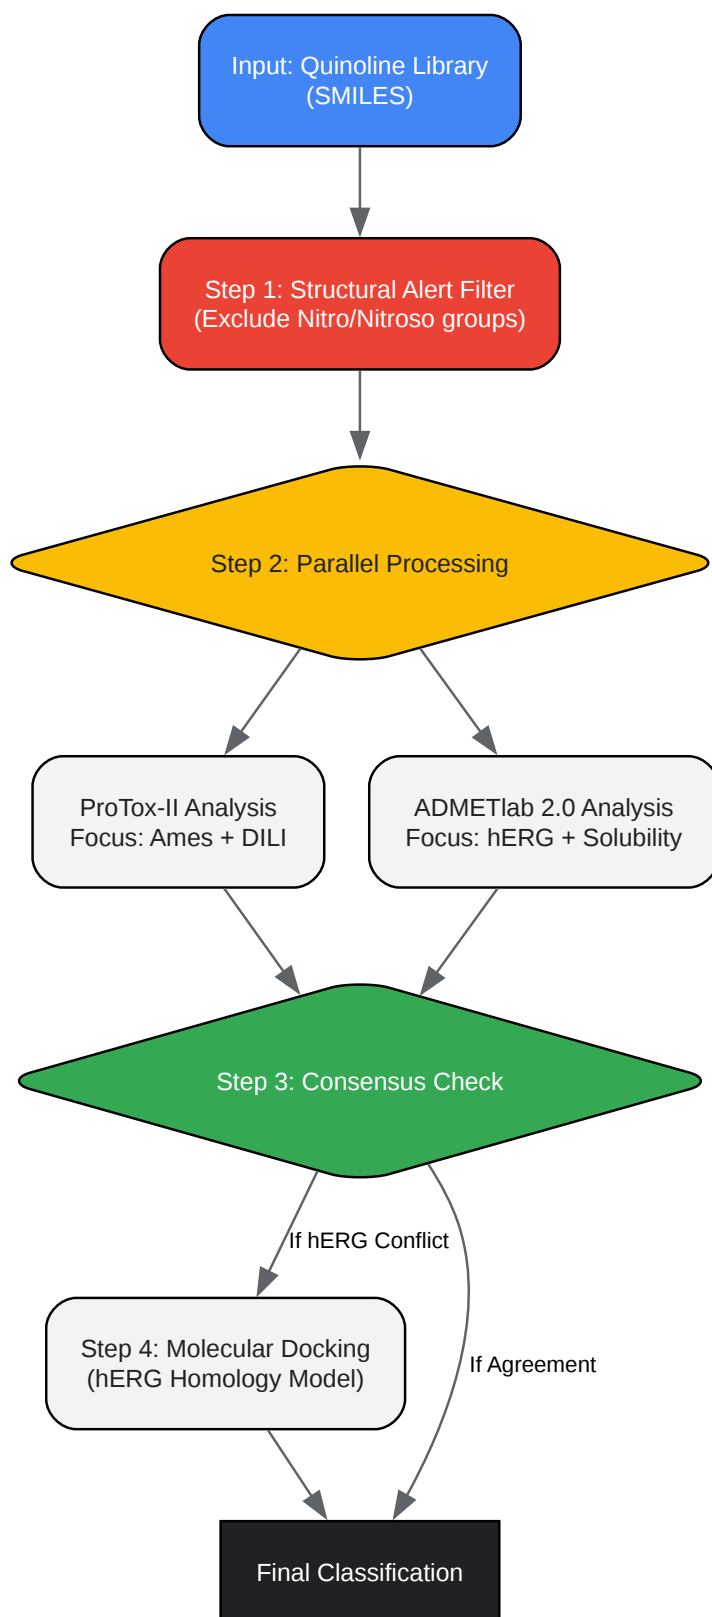 Input: Quinoline Library
(SMILES)
Step 1: Structural Alert Filter
(Exclude Nitro/Nitroso groups)
Step 2: Parallel Processing
ProTox-II Analysis
Focus: Ames + DILI
ADMETlab 2.0 Analysis
Focus: hERG + Solubility
Step 3: Consensus Check
If hERG Conflict
Step 4: Molecular Docking
(hERG Homology Model)
If Agreement
Final Classification